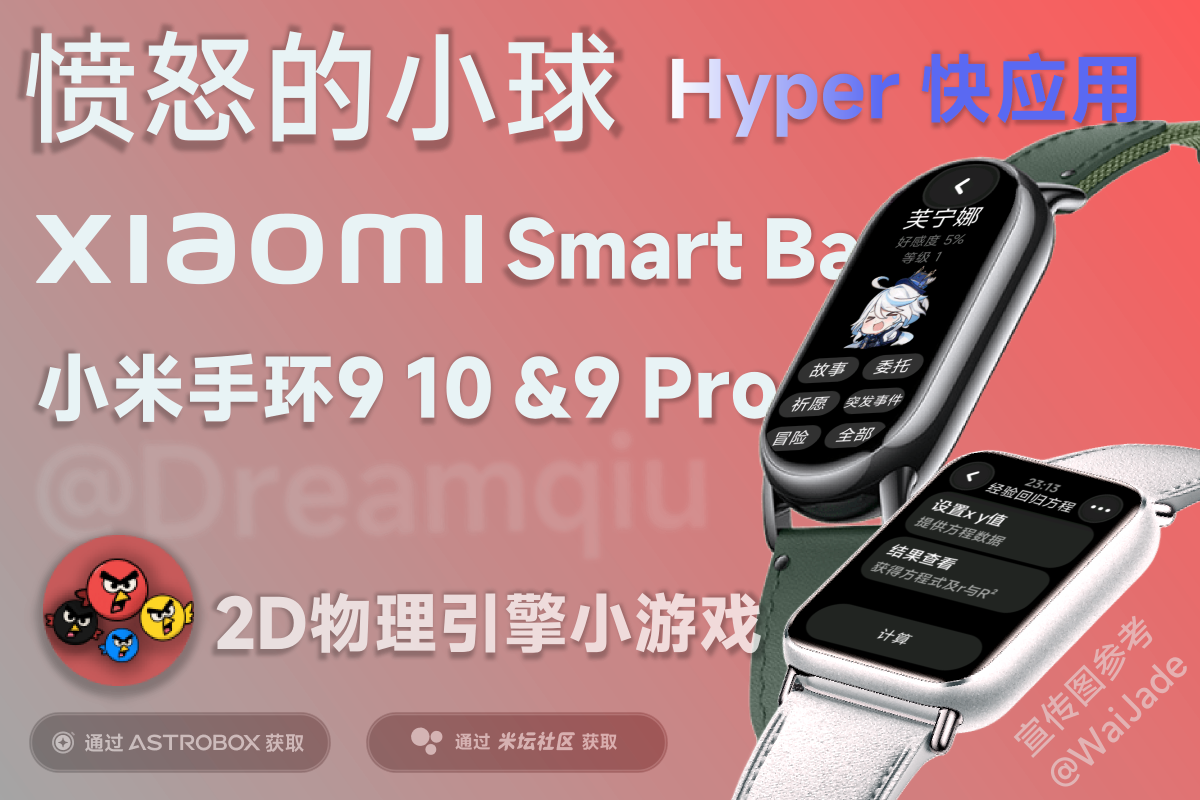 愤怒的小球 Hyper 快应用
xiaomi Smart Ba
小米手环9 10 &9 Pro
@Dreamqiu
2D物理引擎小游戏
通过 ASTROBOX 获取
通过 米坛社区 获取
芙宁娜
好感度 5%
等级 1
故事 委托
祈愿 突发事件
冒险 全部
23:13
经验回归方程
设置x y值
提供方程数据
结果查看
获得方程式及r与R²
计算
宣传图参考
@WaiJade